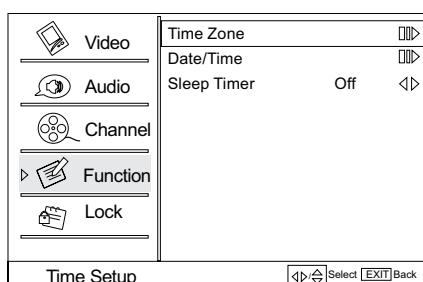 Video
Audio
Channel
Function
Lock
Time Zone
Date/Time
Sleep Timer Off
Time Setup
Select EXIT Back